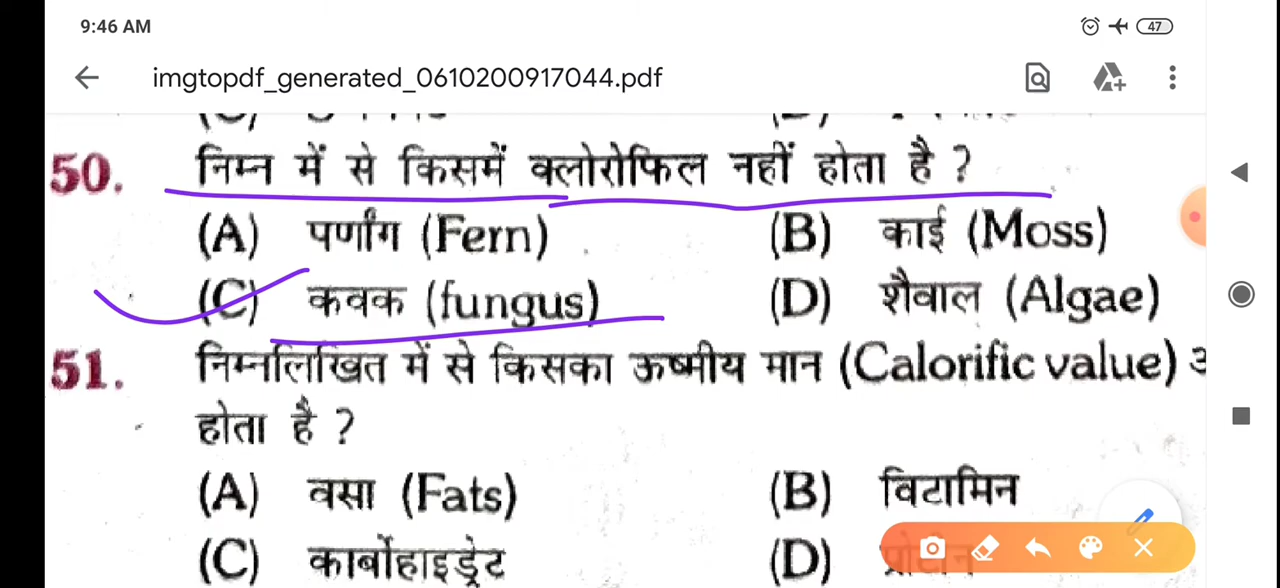 9:46 AM 47
imgtopdf_generated_0610200917044.pdf
50. निम्न में से किसमें क्लोरोफिल नहीं होता है ?
(A) पर्णांग (Fern) (B) काई (Moss)
(C) कवक (fungus) (D) शैवाल (Algae)
51. निम्नलिखित में से किसका ऊष्मीय मान (Calorific value)
होता है ?
(A) वसा (Fats) (B) विटामिन
(C) कार्बोहाइड्रेट (D) प्रोटीन